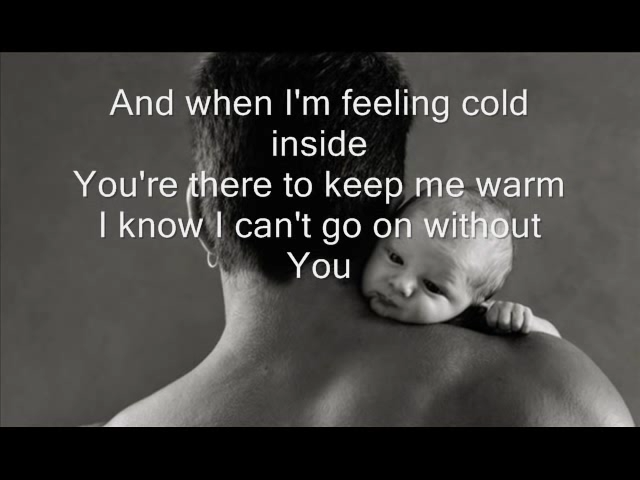 And when I'm feeling cold
inside
You're there to keep me warm
I know I can't go on without
You